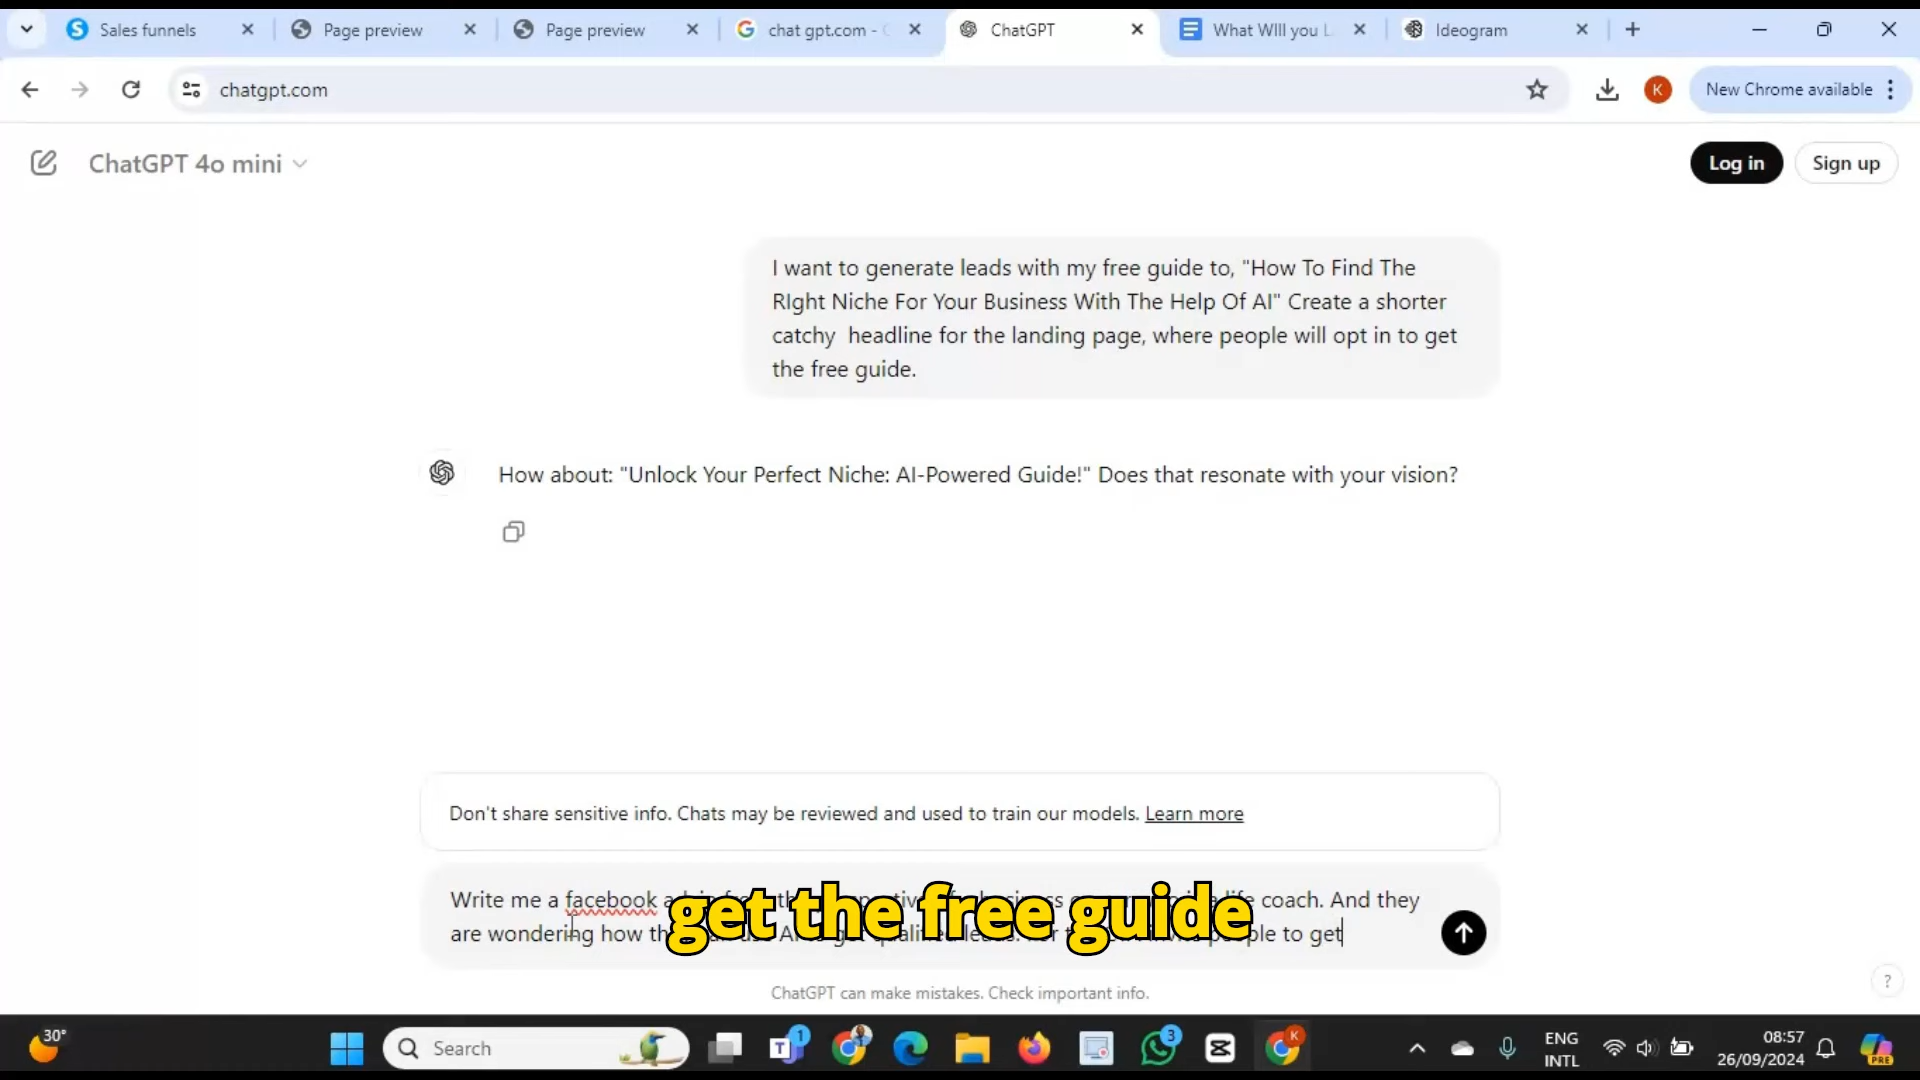 Sales funnels
Page preview
Page preview
chat gpt.com -
ChatGPT
What WIll you L
Ideogram
chatgpt.com
K
New Chrome available
ChatGPT 4o mini
Log in
Sign up
I want to generate leads with my free guide to, "How To Find The
RIght Niche For Your Business With The Help Of AI" Create a shorter
catchy headline for the landing page, where people will opt in to get
the free guide.
How about: "Unlock Your Perfect Niche: AI-Powered Guide!" Does that resonate with your vision?
Don't share sensitive info. Chats may be reviewed and used to train our models. Learn more
Write me a facebook life coach. And they
are wondering how people to get
get the free guide
ChatGPT can make mistakes. Check important info.
?
30°
Search
1
3
K
ENG
INTL
08:57
26/09/2024
PRE